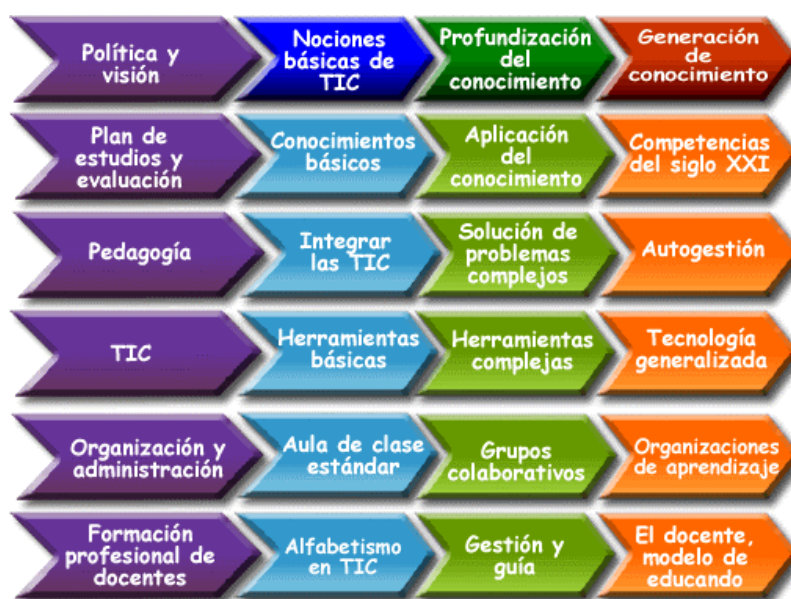 Política y
visión
Nociones
básicas de
TIC
Profundización
del
conocimiento
Generación
de
conocimiento
Plan de
estudios y
evaluación
Conocimientos
básicos
Aplicación
del
conocimiento
Competencias
del siglo XXI
Pedagogía
Integrar
las TIC
Solución de
problemas
complejos
Autogestión
TIC
Herramientas
básicas
Herramientas
complejas
Tecnología
generalizada
Organización y
administración
Aula de clase
estándar
Grupos
colaborativos
Organizaciones
de aprendizaje
Formación
profesional de
docentes
Alfabetismo
en TIC
Gestión y
guía
El docente,
modelo de
educando